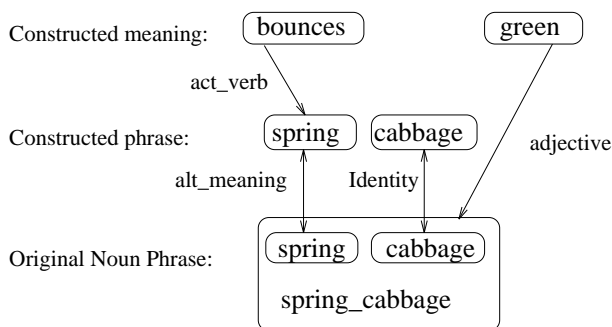 Constructed meaning: bounces green
act_verb
Constructed phrase: spring cabbage
adjective
alt_meaning Identity
Original Noun Phrase: spring cabbage
spring_cabbage